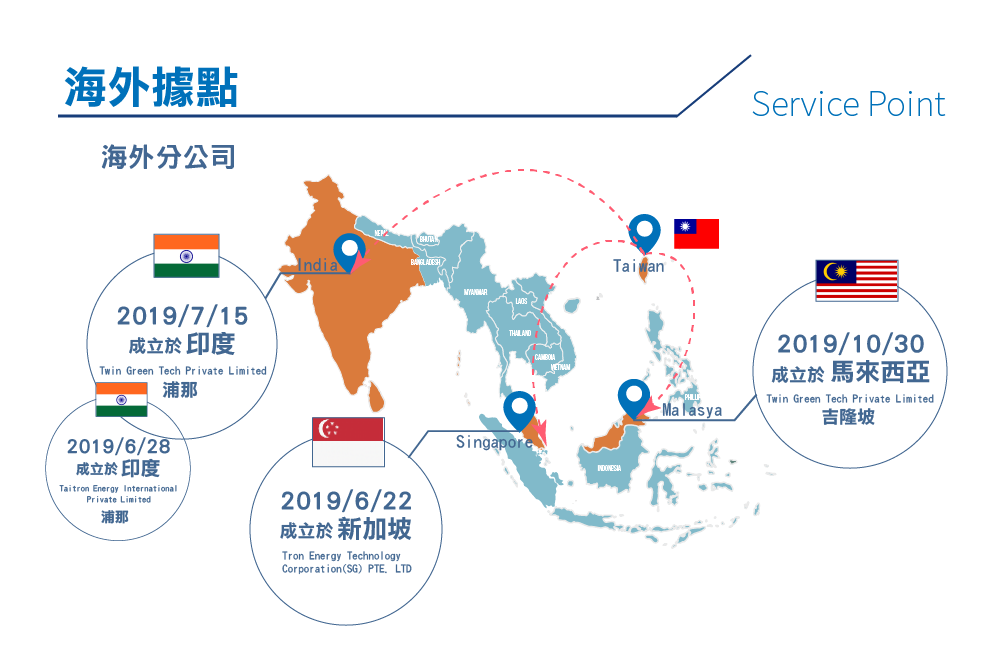 海外據點
Service Point
海外分公司
NEPAL
BHUTAN
BANGLADESH
India
MYANMAR
LAOS
THAILAND
CAMBODIA
VIETNAM
Taiwan
Malasya
Singapore
INDONESIA
2019/7/15
成立於 印度
Twin Green Tech Private Limited
浦那
2019/6/28
成立於 印度
Taitron Energy International
Private Limited
浦那
2019/6/22
成立於 新加坡
Tron Energy Technology
Corporation(SG) PTE. LTD
2019/10/30
成立於 馬來西亞
Twin Green Tech Private Limited
吉隆坡